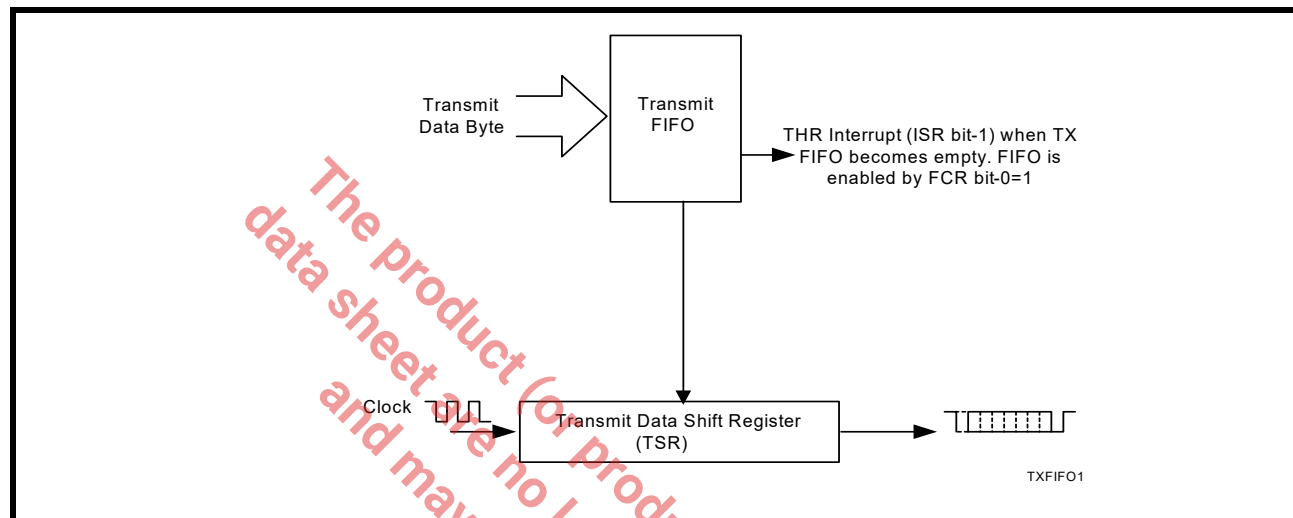 Transmit
Data Byte
Transmit
FIFO
THR Interrupt (ISR bit-1) when TX
FIFO becomes empty. FIFO is
enabled by FCR bit-0=1
Clock
Transmit Data Shift Register
(TSR)
TXFIFO1
The product (or produ
data sheet are no l
and may